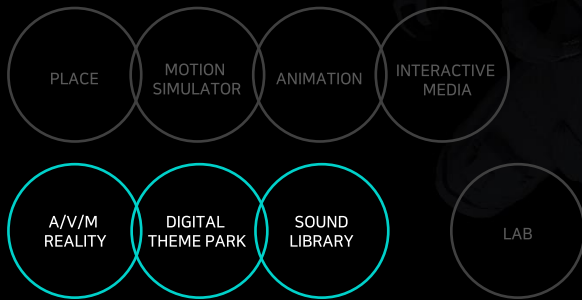 PLACE
MOTION
SIMULATOR
ANIMATION
INTERACTIVE
MEDIA
A/V/M
REALITY
DIGITAL
THEME PARK
SOUND
LIBRARY
LAB